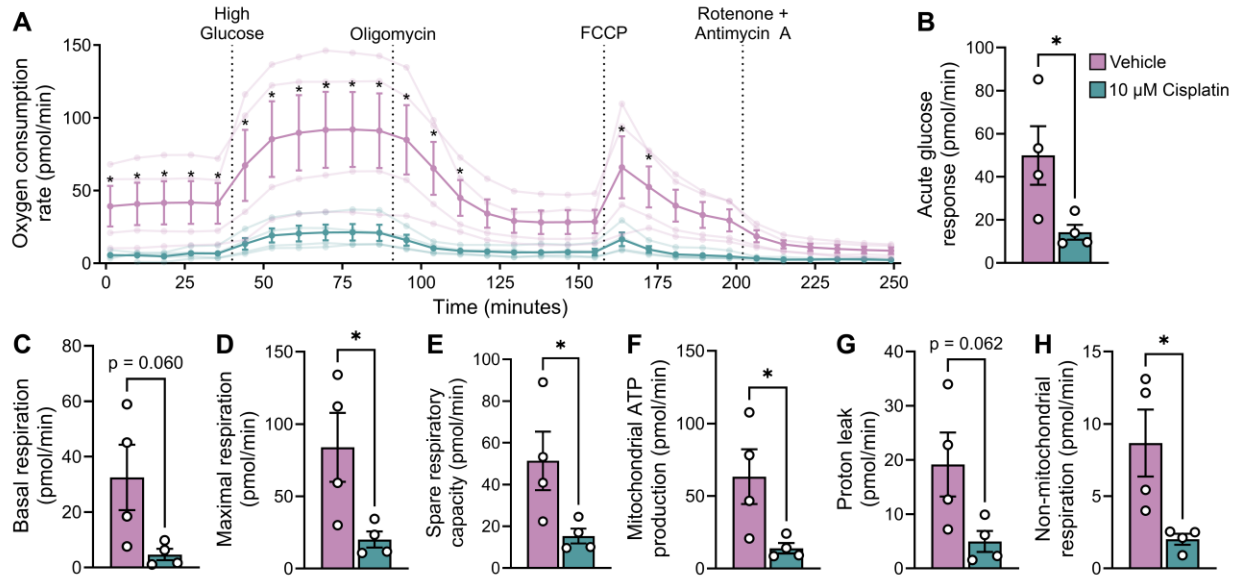 A
High
Glucose
Oligomycin
FCCP
Rotenone +
Antimycin A
Oxygen consumption
rate (pmol/min)
150
100
50
0
* * * * * * * * * * * * * * * *
0 25 50 75 100 125 150 175 200 225 250
Time (minutes)
B
*
Acute glucose
response (pmol/min)
100
80
60
40
20
0
Vehicle
10 µM Cisplatin
C
p = 0.060
Basal respiration
(pmol/min)
80
60
40
20
0
D
*
Maximal respiration
(pmol/min)
150
100
50
0
E
*
Spare respiratory
capacity (pmol/min)
100
80
60
40
20
0
F
*
Mitochondrial ATP
production (pmol/min)
150
100
50
0
G
p = 0.062
Proton leak
(pmol/min)
40
30
20
10
0
H
*
Non-mitochondrial
respiration (pmol/min)
15
10
5
0